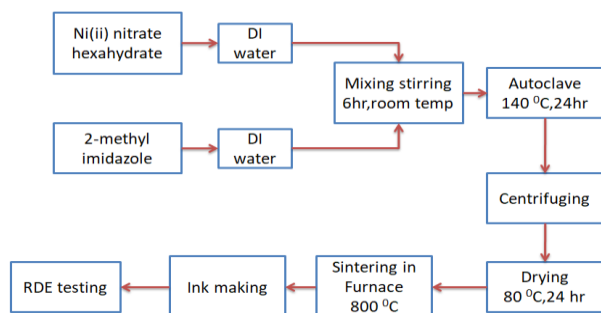 Ni(ii) nitrate
hexahydrate
DI
water
Mixing stirring
6hr,room temp
Autoclave
140 ⁰C,24hr
2-methyl
imidazole
DI
water
Centrifuging
Drying
80 ⁰C,24 hr
Sintering in
Furnace
800 ⁰C
Ink making
RDE testing